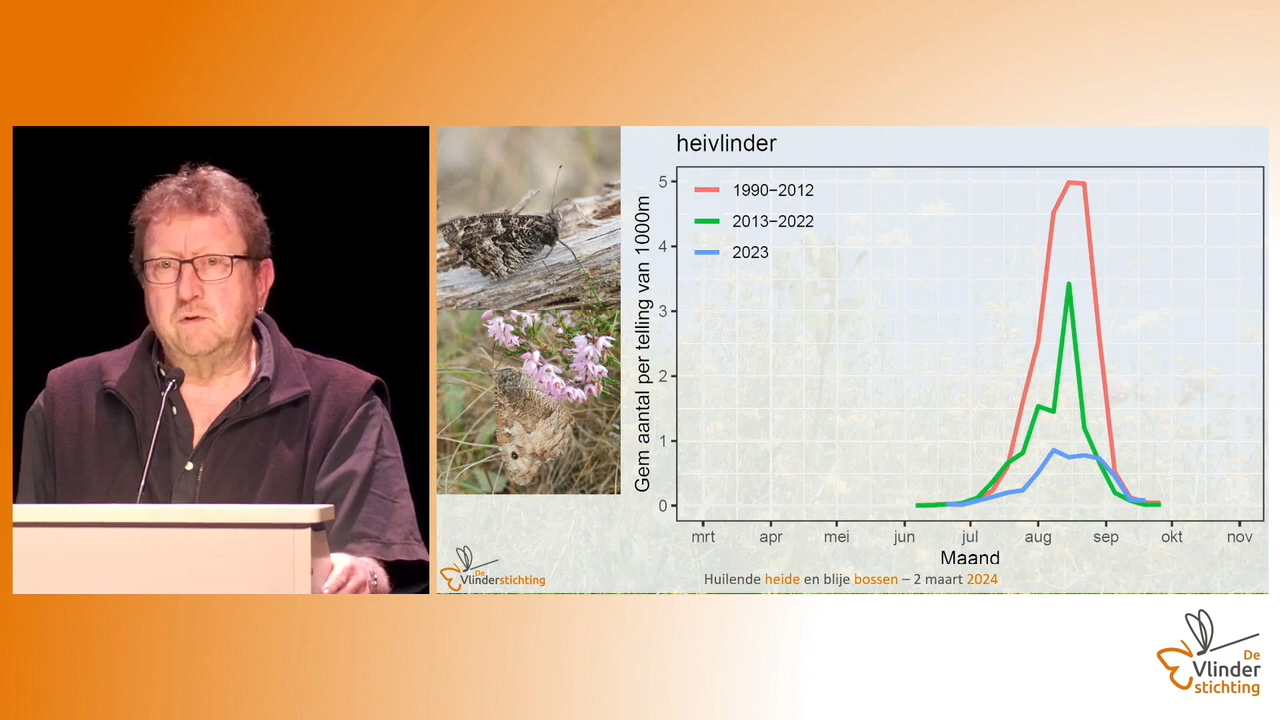 heivlinder
1990−2012
2013−2022
2023
Gem aantal per telling van 1000m
5
4
3
2
1
0
mrt apr mei jun jul aug sep okt nov
Maand
De
Vlinderstichting
Huilende heide en blije bossen – 2 maart 2024
De
Vlinder
stichting